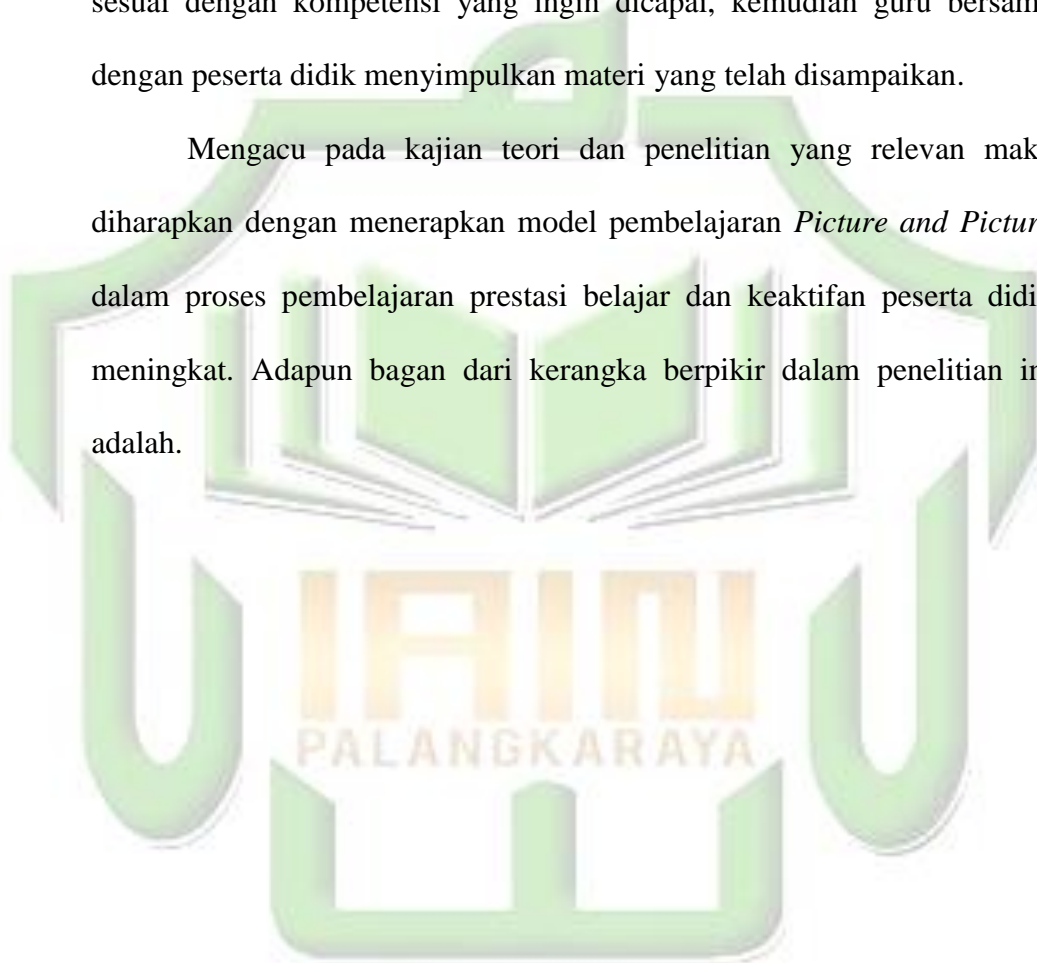 sesuai dengan kompetensi yang ingin dicapai, kemudian guru bersam
dengan peserta didik menyimpulkan materi yang telah disampaikan.
Mengacu pada kajian teori dan penelitian yang relevan mak
diharapkan dengan menerapkan model pembelajaran Picture and Pictur
dalam proses pembelajaran prestasi belajar dan keaktifan peserta didi
meningkat. Adapun bagan dari kerangka berpikir dalam penelitian in
adalah.
IAIN
PALANGKARAYA